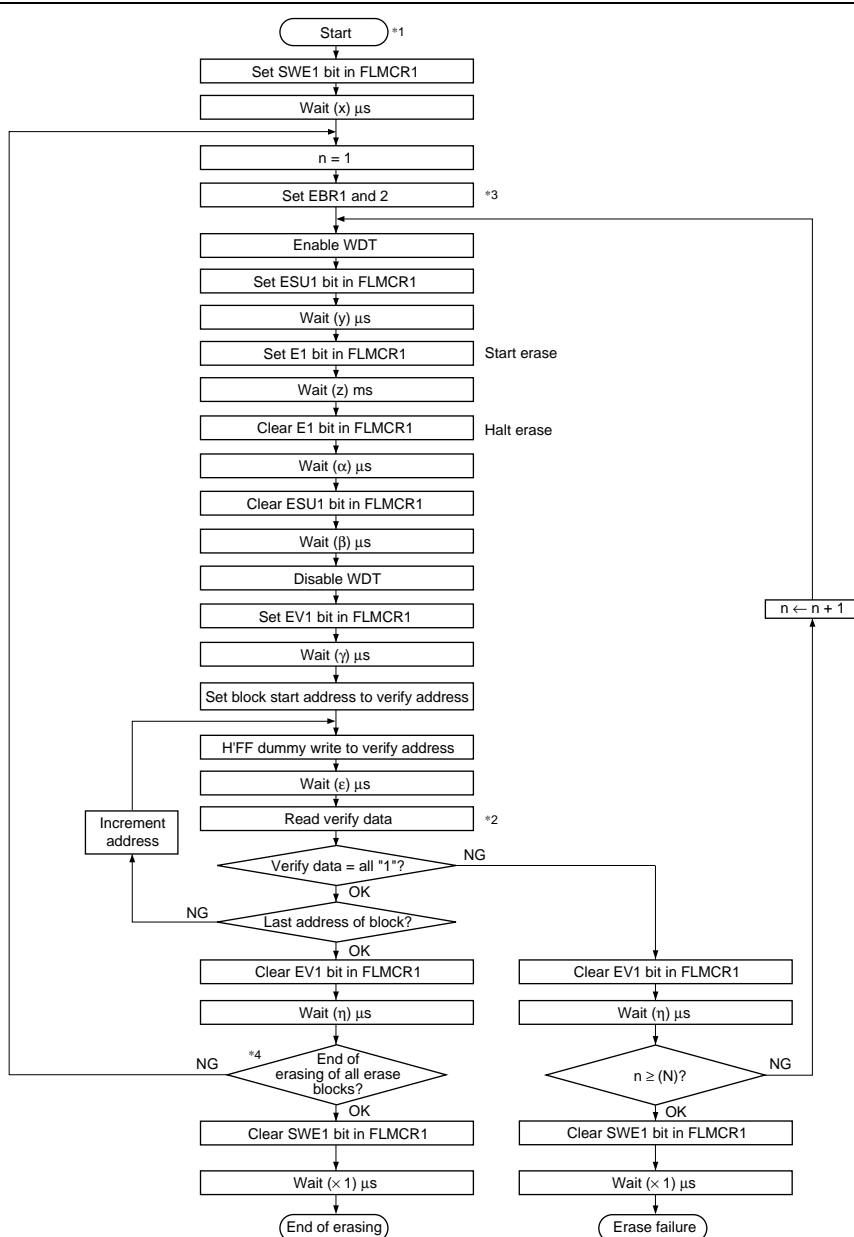 Start
*1
Set SWE1 bit in FLMCR1
Wait (x) μs
n = 1
Set EBR1 and 2
*3
Enable WDT
Set ESU1 bit in FLMCR1
Wait (y) μs
Set E1 bit in FLMCR1
Start erase
Wait (z) ms
Clear E1 bit in FLMCR1
Halt erase
Wait (α) μs
Clear ESU1 bit in FLMCR1
Wait (β) μs
Disable WDT
Set EV1 bit in FLMCR1
n ← n + 1
Wait (γ) μs
Set block start address to verify address
H'FF dummy write to verify address
Wait (ε) μs
Increment
address
Read verify data
*2
Verify data = all "1"?
NG
OK
NG
Last address of block?
OK
Clear EV1 bit in FLMCR1
Clear EV1 bit in FLMCR1
Wait (η) μs
Wait (η) μs
NG
*4
End of
erasing of all erase
blocks?
n ≥ (N)?
NG
OK
OK
Clear SWE1 bit in FLMCR1
Clear SWE1 bit in FLMCR1
Wait (× 1) μs
Wait (× 1) μs
End of erasing
Erase failure